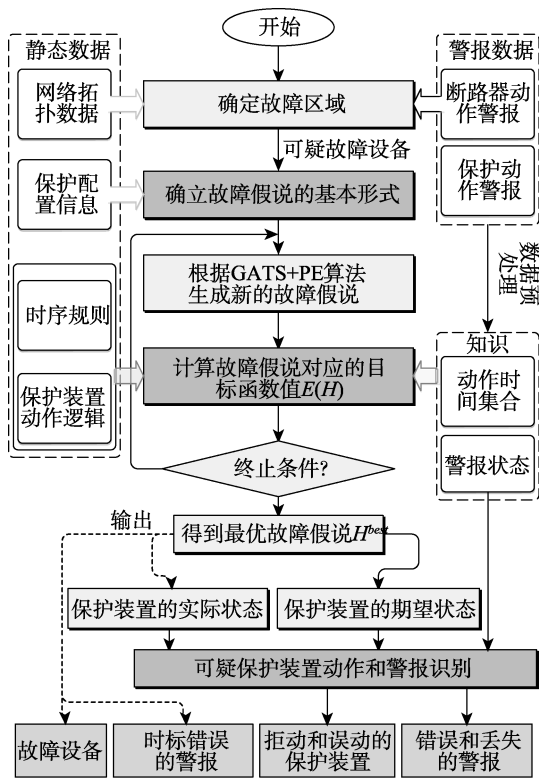 开始
静态数据
警报数据
网络拓
扑数据
确定故障区域
断路器动
作警报
可疑故障设备
保护配
置信息
确立故障假说的基本形式
保护动
作警报
根据GATS+PE算法
生成新的故障假说
数据预
处理
时序规则
知识
计算故障假说对应的目
标函数值E(H)
动作时
间集合
保护装置
动作逻辑
终止条件?
警报状态
输出
得到最优故障假说H^best
保护装置的实际状态
保护装置的期望状态
可疑保护装置动作和警报识别
故障设备
时标错误
的警报
拒动和误动的
保护装置
错误和丢失
的警报